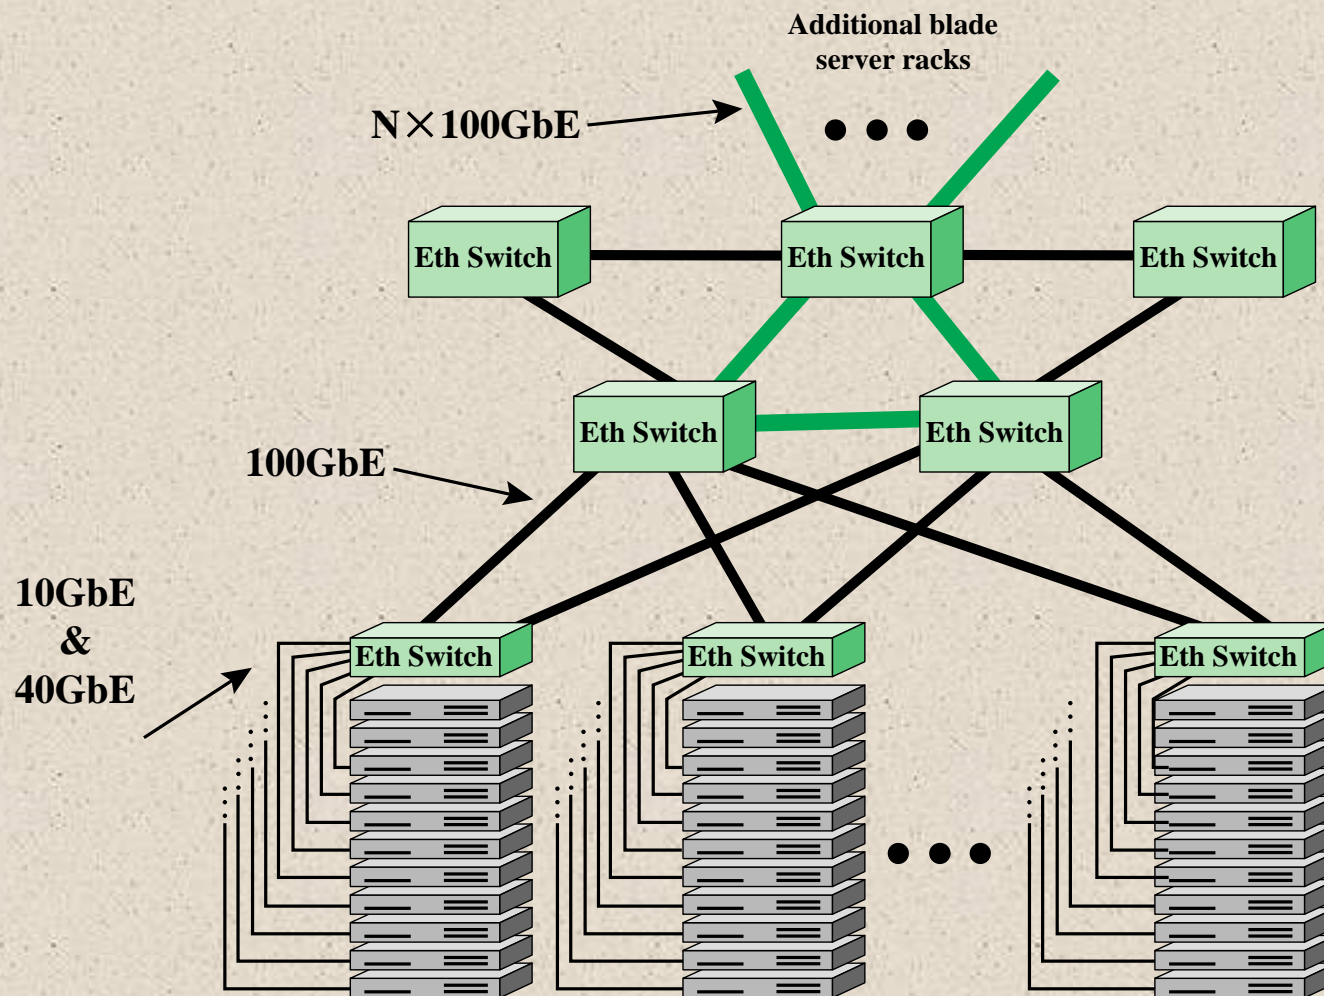 Additional blade
server racks
N×100GbE
Eth Switch
Eth Switch
Eth Switch
Eth Switch
Eth Switch
100GbE
10GbE
&
40GbE
Eth Switch
Eth Switch
Eth Switch